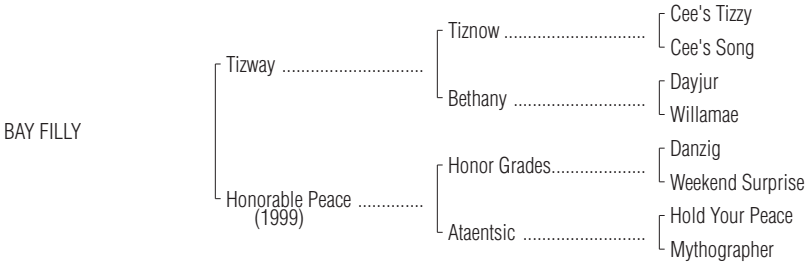 Cee's Tizzy
Tiznow ..............................
Cee's Song
Tizway ..............................
Dayjur
Bethany ............................
Willamae
BAY FILLY
Danzig
Honor Grades....................
Weekend Surprise
Honorable Peace ..............
(1999)
Hold Your Peace
Ataentsic ..........................
Mythographer